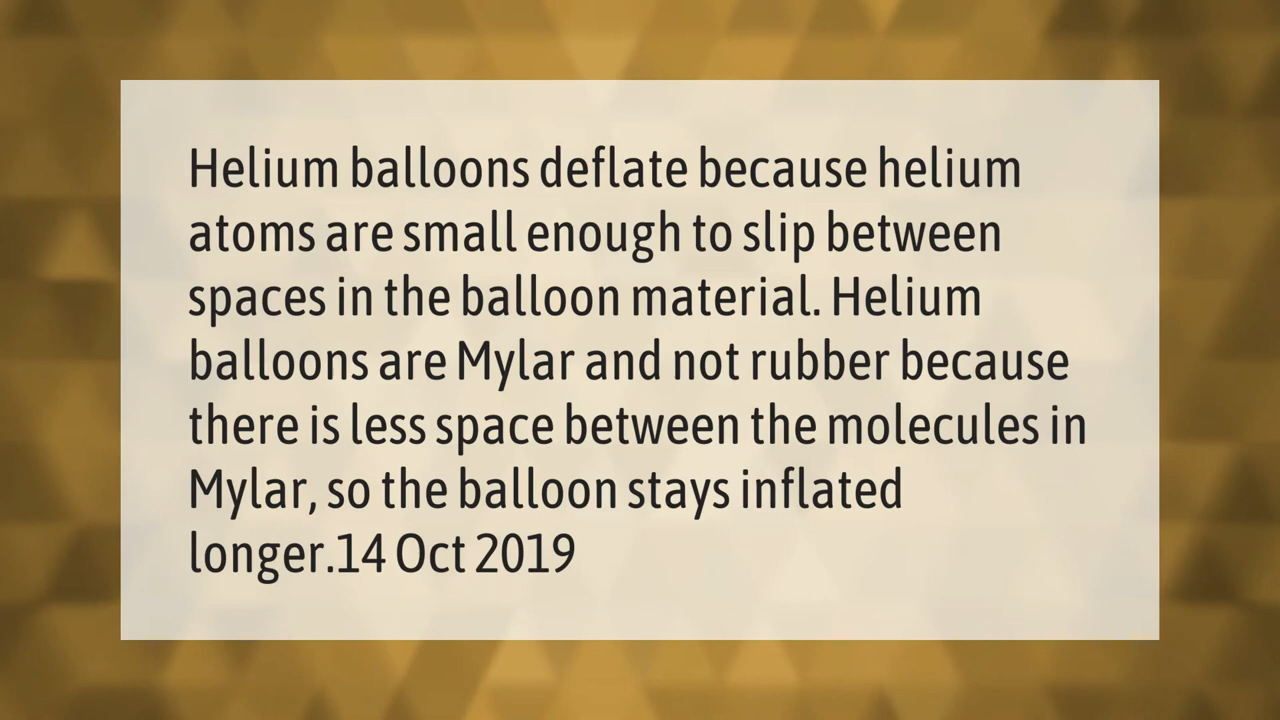 Helium balloons deflate because helium
atoms are small enough to slip between
spaces in the balloon material. Helium
balloons are Mylar and not rubber because
there is less space between the molecules in
Mylar, so the balloon stays inflated
longer.14 Oct 2019